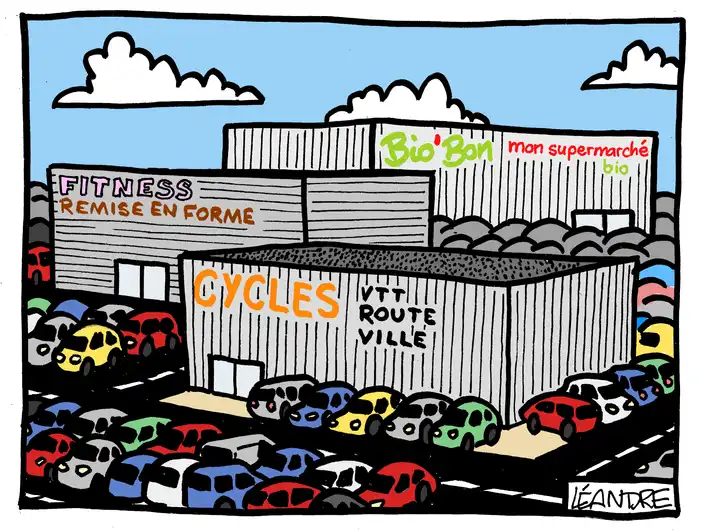 Bio'Bon mon supermarché
bio
FITNESS
REMISE EN FORME
CYCLES
VTT
ROUTE
VILLE
LÉANDRE